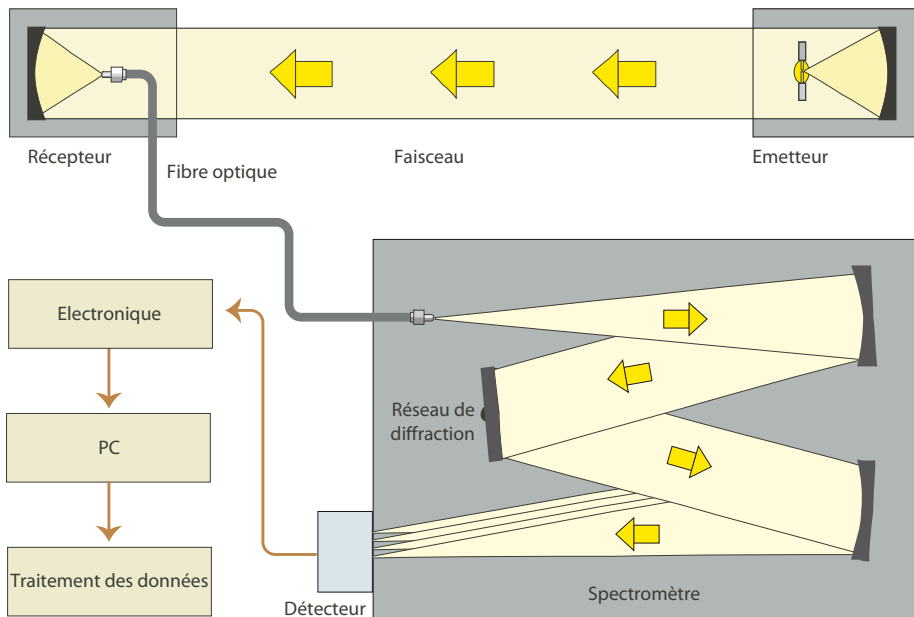 Récepteur
Faisceau
Emetteur
Fibre optique
Electronique
PC
Traitement des données
Réseau de
diffraction
Détecteur
Spectromètre